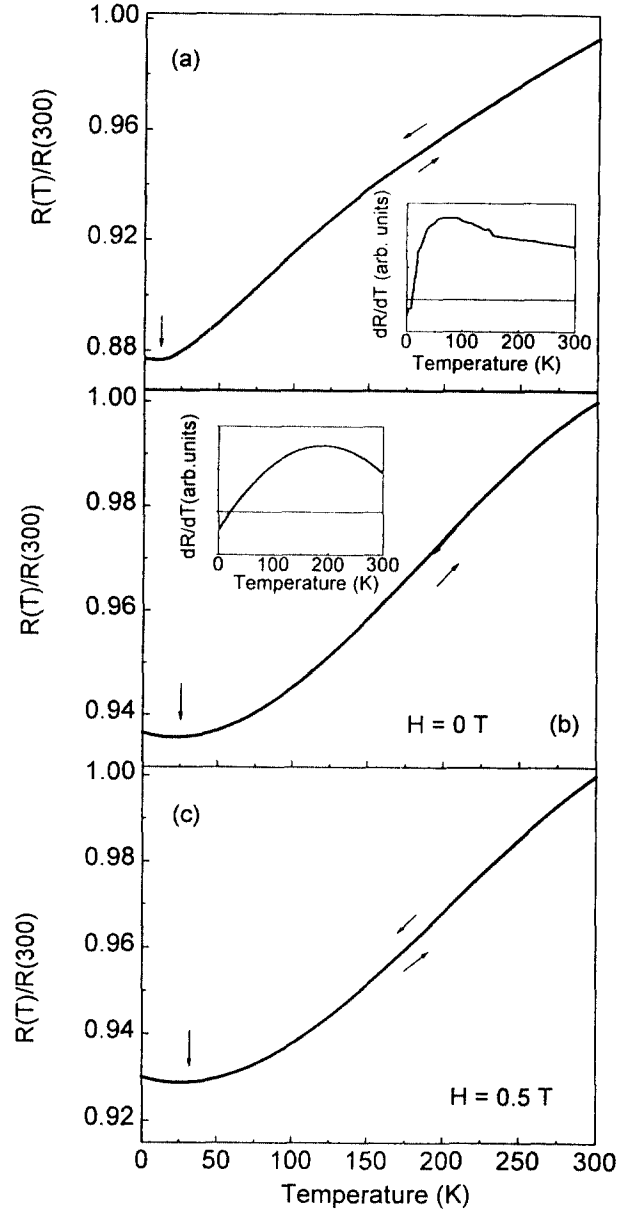 1.00
(a)
0.96
0.92
0.88
R(T)/R(300)
dR/dT (arb. units)
0 100 200 300
Temperature (K)
1.00
0.98
0.96
0.94
R(T)/R(300)
dR/dT(arb.units)
0 100 200 300
Temperature (K)
H = 0 T (b)
1.00
(c)
0.98
0.96
0.94
0.92
R(T)/R(300)
H = 0.5 T
0 50 100 150 200 250 300
Temperature (K)